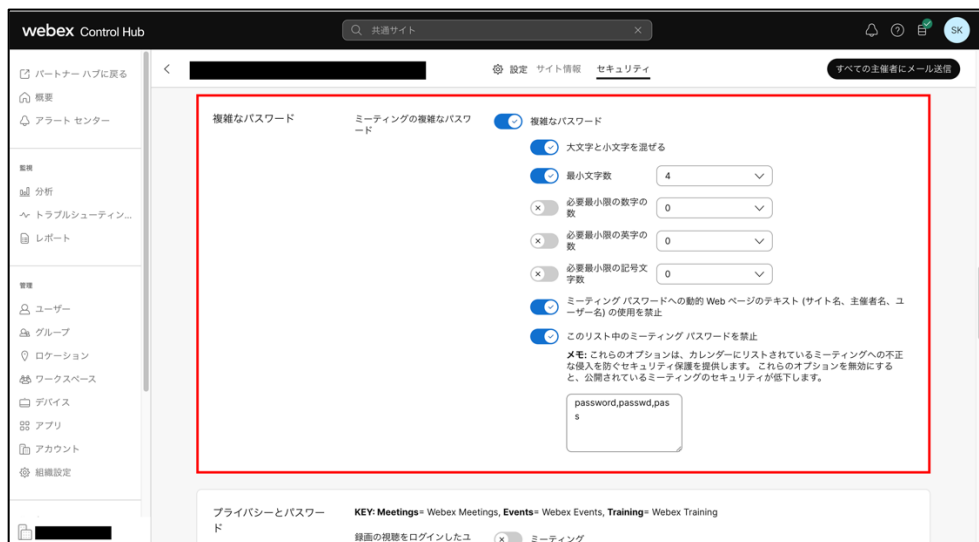 webex Control Hub
共通サイト
SK
パートナー ハブに戻る
概要
アラート センター
監視
分析
トラブルシューティン...
レポート
管理
ユーザー
グループ
ロケーション
ワークスペース
デバイス
アプリ
アカウント
組織設定
設定 サイト情報 セキュリティ
すべての主催者にメール送信
複雑なパスワード
ミーティングの複雑なパスワ
ード
複雑なパスワード
大文字と小文字を混ぜる
最小文字数 4
必要最小限の数字の
数 0
必要最小限の英字の
数 0
必要最小限の記号文
字数 0
ミーティング パスワードへの動的 Web ページのテキスト (サイト名、主催者名、ユ
ーザー名) の使用を禁止
このリスト中のミーティング パスワードを禁止
メモ: これらのオプションは、カレンダーにリストされているミーティングへの不正
な侵入を防ぐセキュリティ保護を提供します。 これらのオプションを無効にする
と、公開されているミーティングのセキュリティが低下します。
password,passwd,pas
s
プライバシーとパスワー
ド
KEY: Meetings= Webex Meetings, Events= Webex Events, Training= Webex Training
録画の視聴をログインしたユ
ミーティング